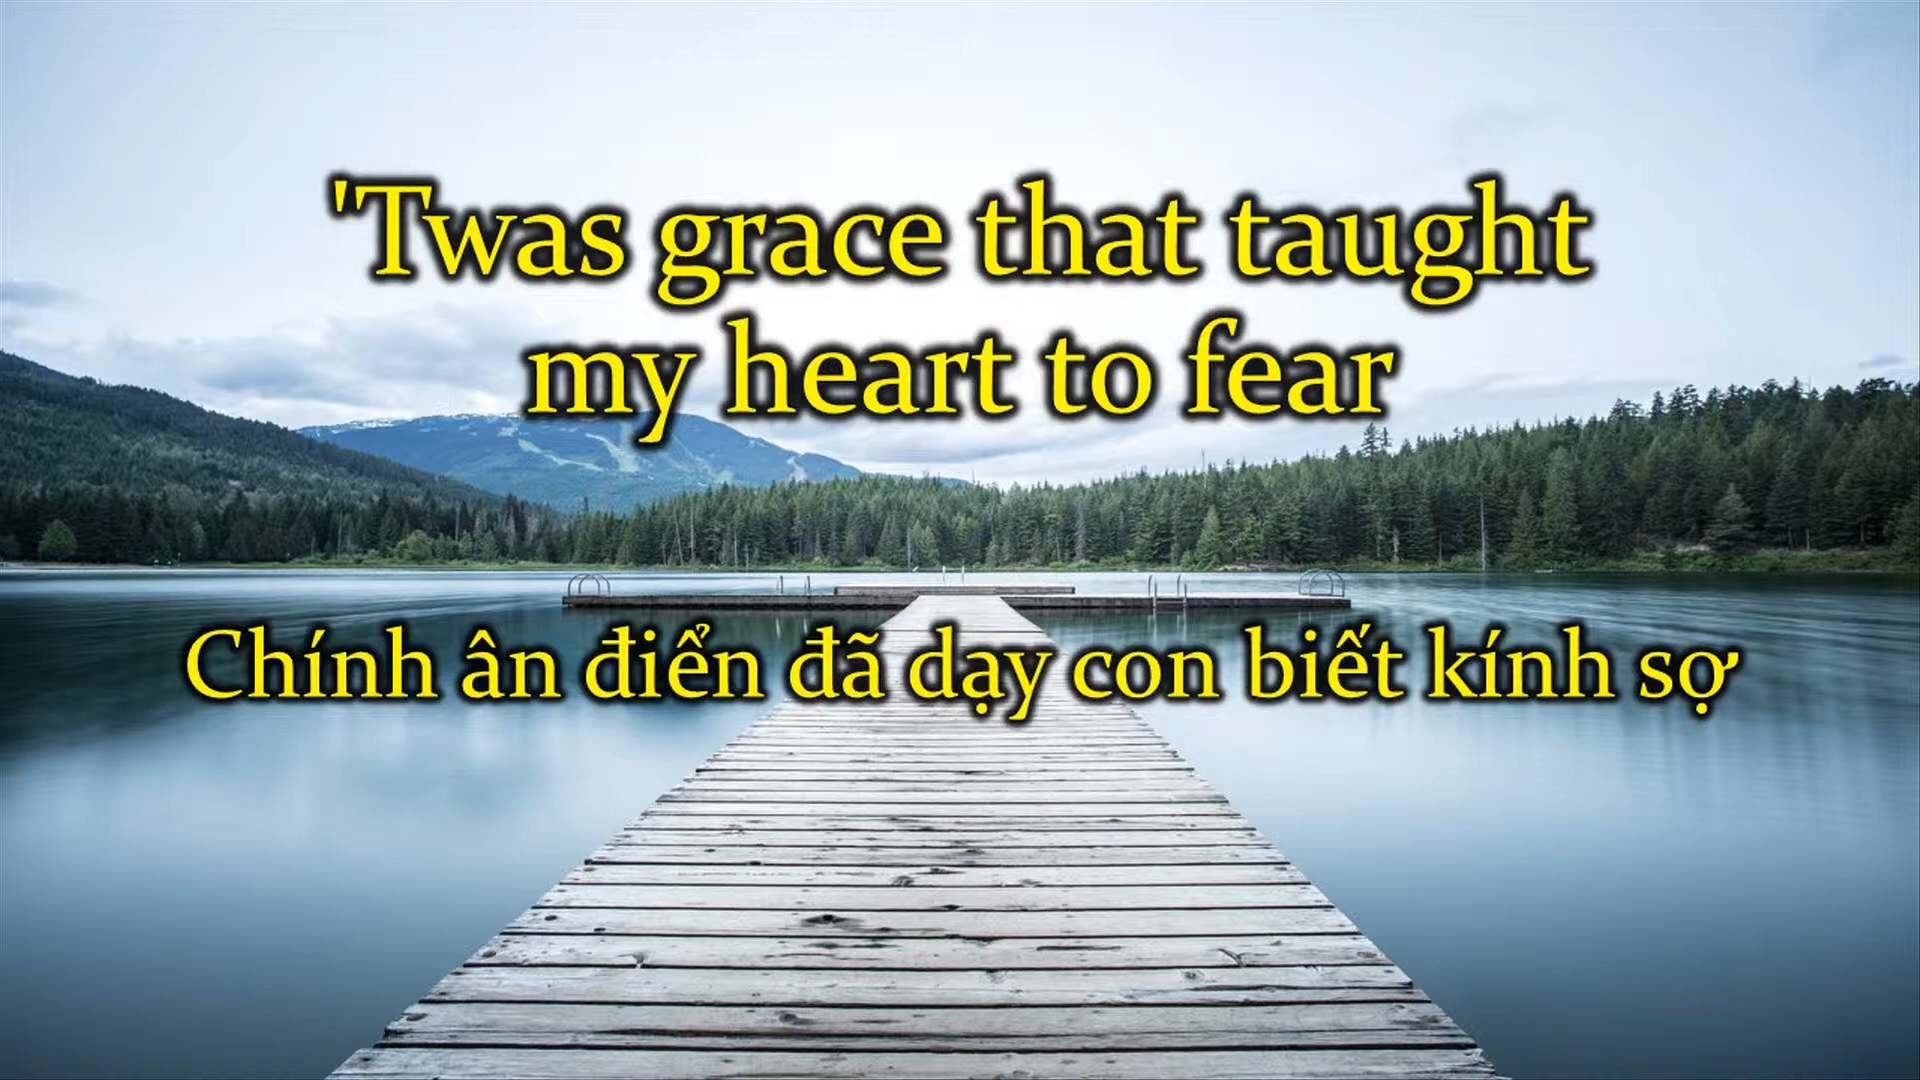 'Twas grace that taught
my heart to fear
Chính ân điển đã dạy con biết kính sợ